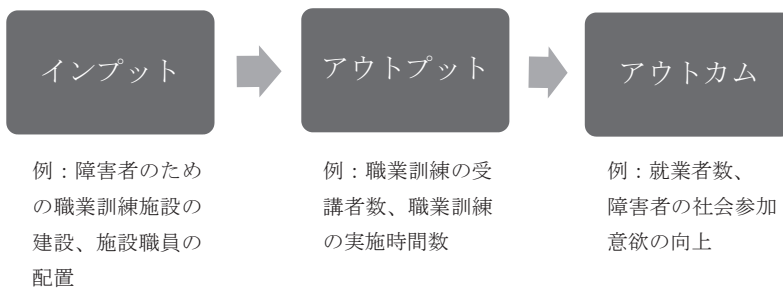 インプット
アウトプット
アウトカム
例：障害者のため
の職業訓練施設の
建設、施設職員の
配置
例：職業訓練の受
講者数、職業訓練
の実施時間数
例：就業者数、
障害者の社会参加
意欲の向上